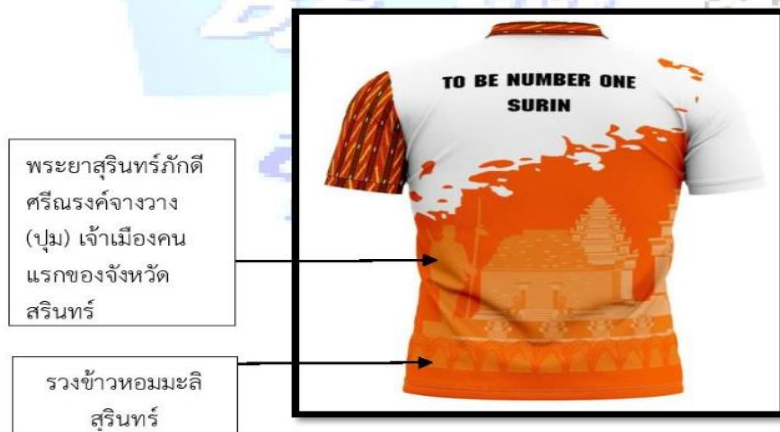 TO BE NUMBER ONE
SURIN
พระยาสุรินทร์ภักดี
ศรีณรงค์จางวาง
(ปุม) เจ้าเมืองคน
แรกของจังหวัด
สรินทร์
รวงข้าวหอมมะลิ
สุรินทร์